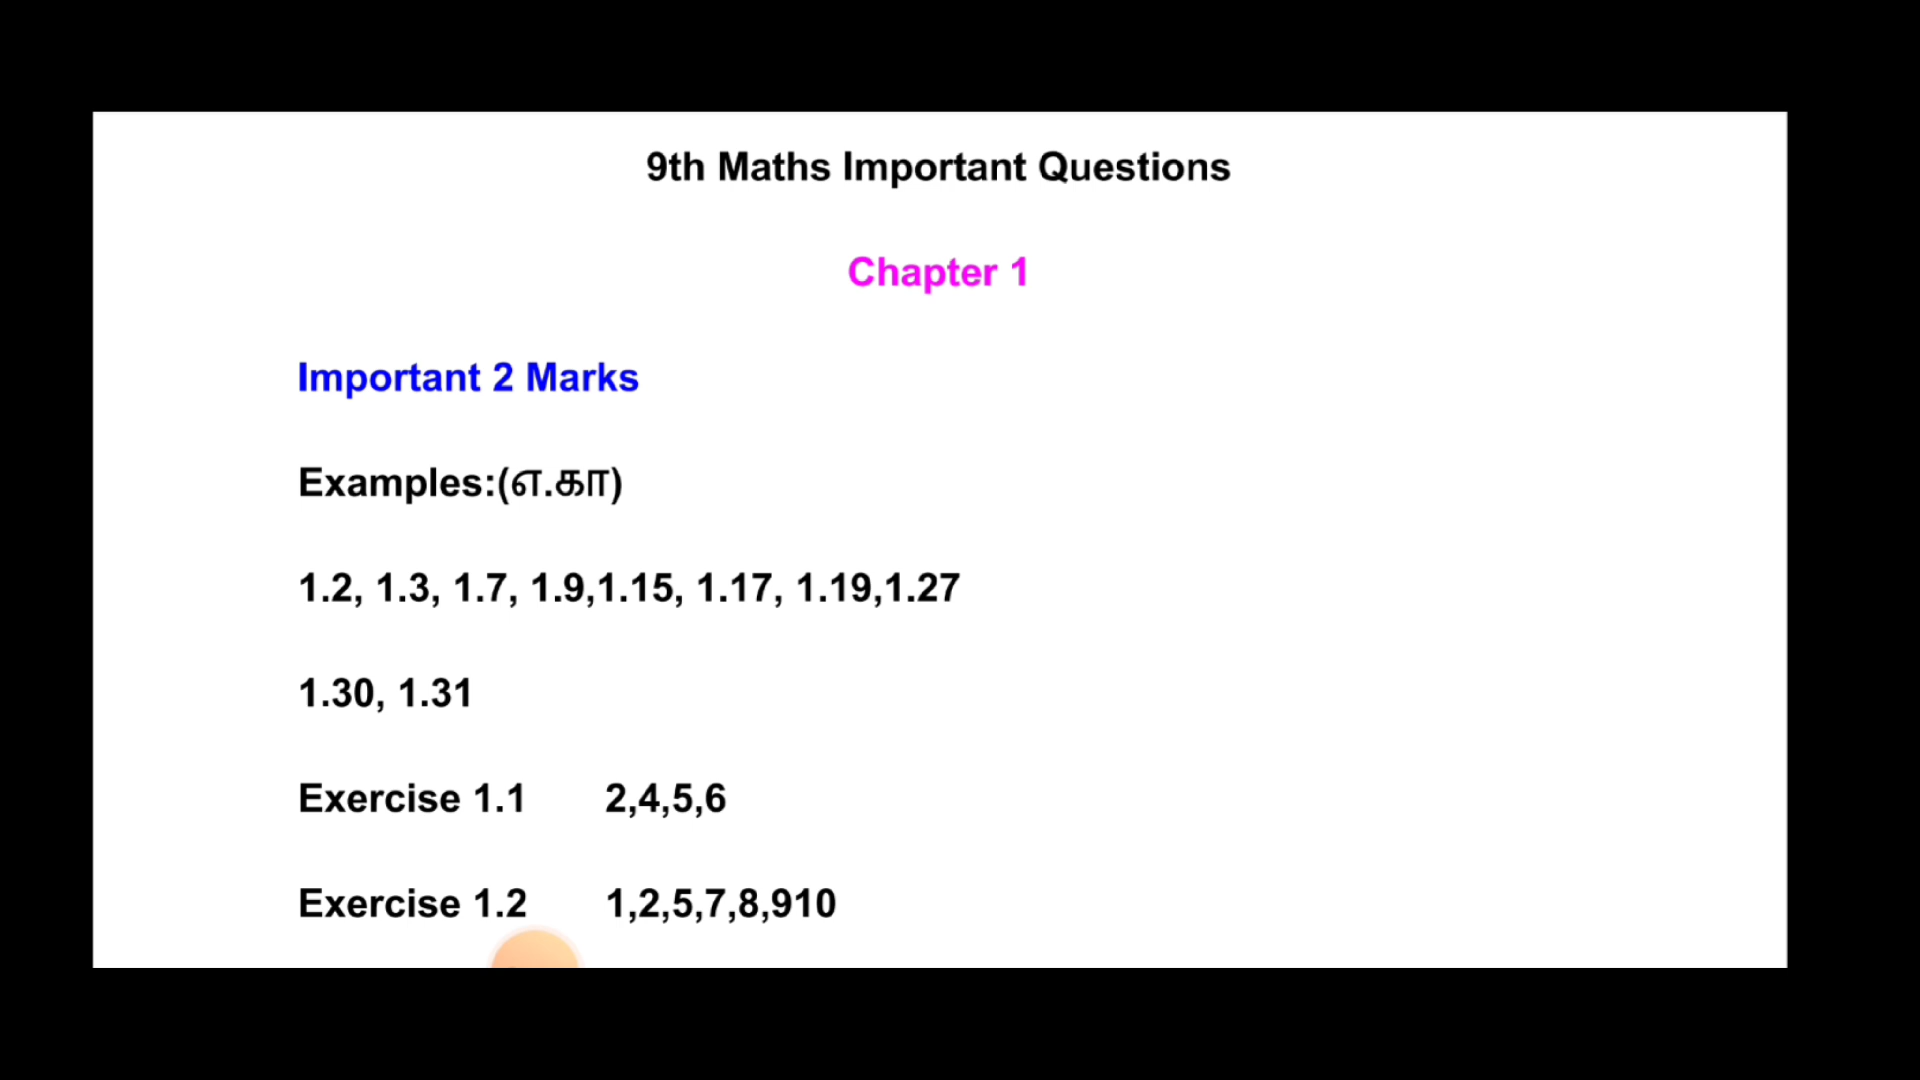 9th Maths Important Questions
Chapter 1
Important 2 Marks
Examples:(எ.கா)
1.2, 1.3, 1.7, 1.9,1.15, 1.17, 1.19,1.27
1.30, 1.31
Exercise 1.1 2,4,5,6
Exercise 1.2 1,2,5,7,8,910